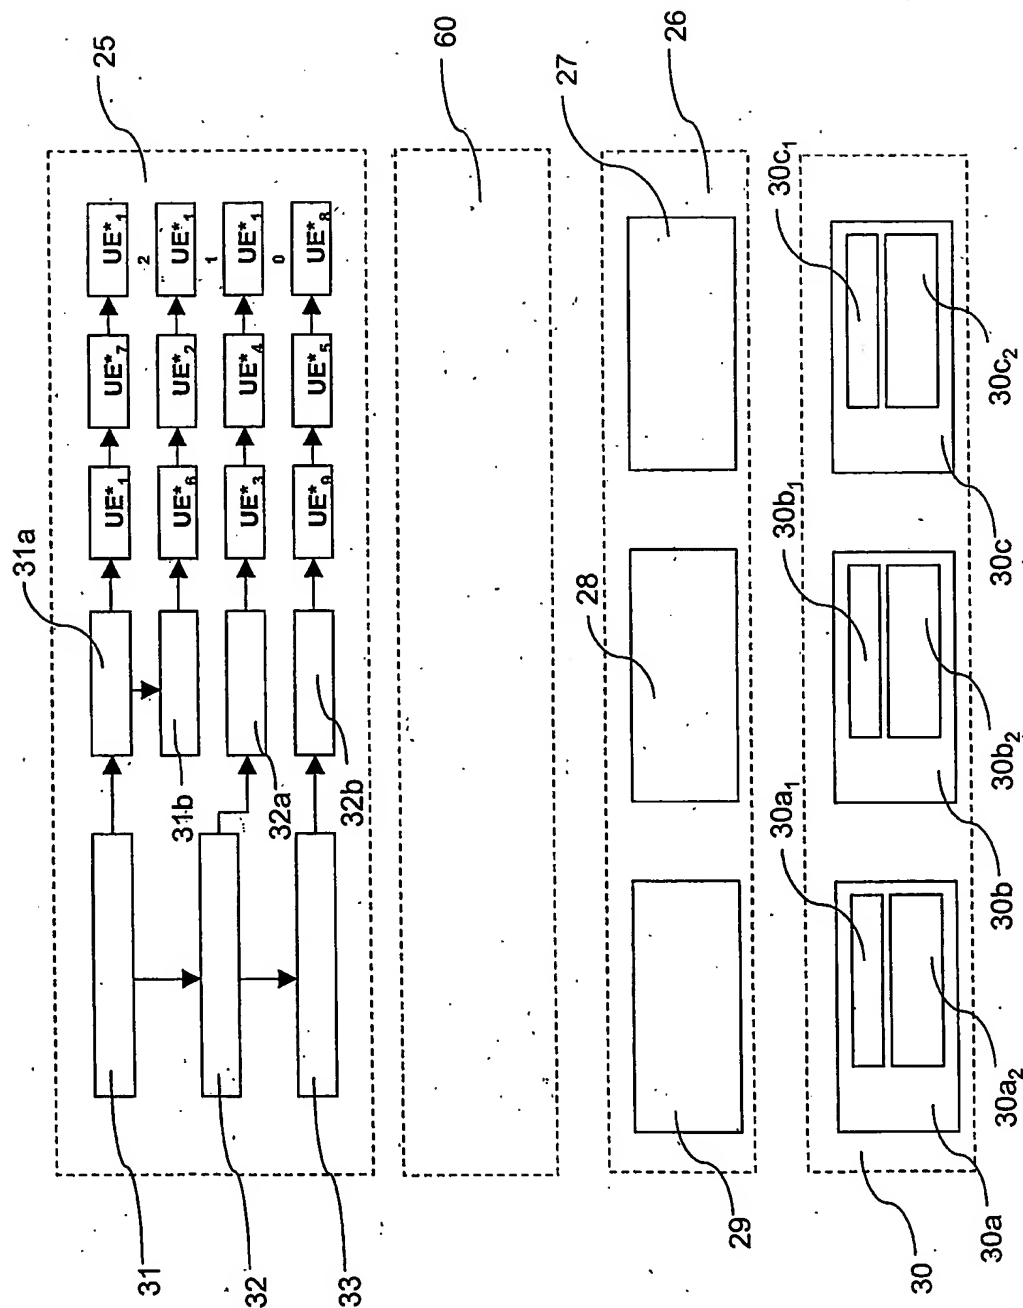 25
60
27
26
31a
UE*₁ UE*₇ UE*₁
2
UE*₆ UE*₂ UE*₁
1
UE*₃ UE*₄ UE*₁
0
UE*₉ UE*₅ UE*₈
31b
32a
32b
31
32
33
28
29
30a₁
30b₁
30c₁
30
30a
30a₂
30b
30b₂
30c
30c₂